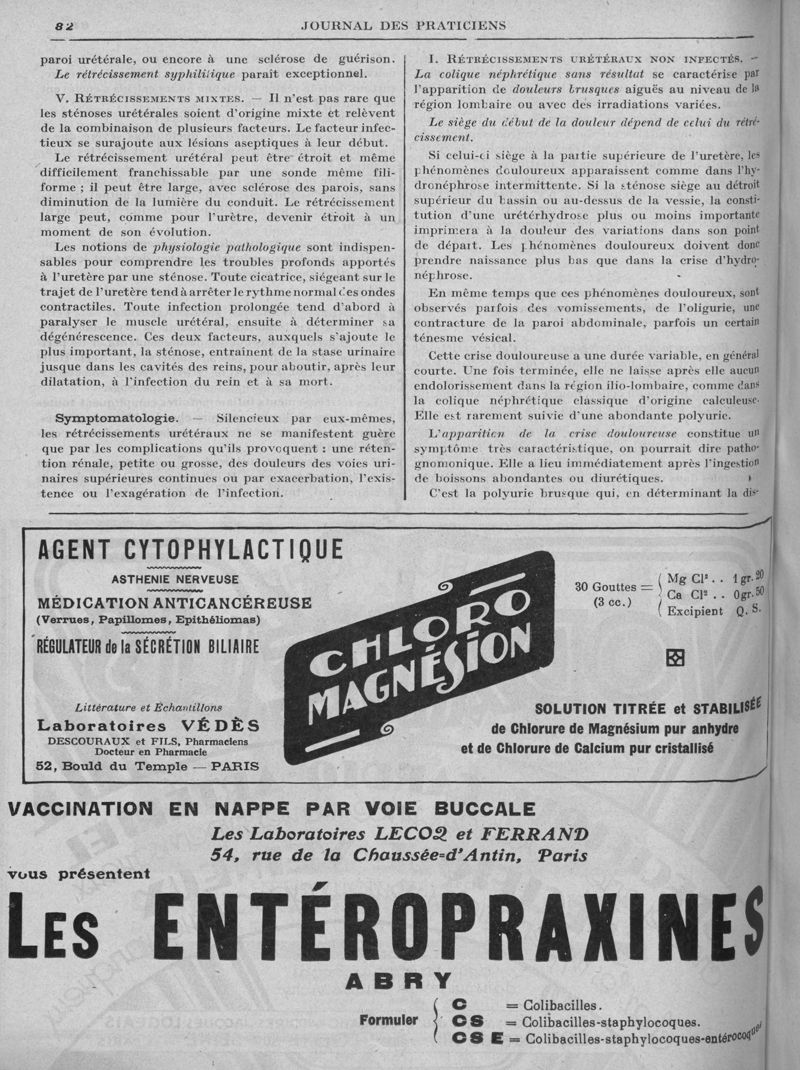 82
JOURNAL DES PRATICIENS
paroi urétérale, ou encore à une sclérose de guérison.
Le rétrécissement syphilitique paraît exceptionnel.
V. RÉTRÉCISSEMENTS MIXTES. — Il n'est pas rare que
les sténoses urétérales soient d'origine mixte et relèvent
de la combinaison de plusieurs facteurs. Le facteur infec-
tieux se surajoute aux lésions aseptiques à leur début.
Le rétrécissement urétéral peut être étroit et même
difficilement franchissable par une sonde même fili-
forme ; il peut être large, avec sclérose des parois, sans
diminution de la lumière du conduit. Le rétrécissement
large peut, comme pour l'urètre, devenir étroit à un
moment de son évolution.
Les notions de physiologie pathologique sont indispen-
sables pour comprendre les troubles profonds apportés
à l'uretère par une sténose. Toute cicatrice, siégeant sur le
trajet de l'uretère tend à arrêter le rythme normal des ondes
contractiles. Toute infection prolongée tend d'abord à
paralyser le muscle urétéral, ensuite à déterminer sa
dégénérescence. Ces deux facteurs, auxquels s'ajoute le
plus important, la sténose, entraînent de la stase urinaire
jusque dans les cavités des reins, pour aboutir, après leur
dilatation, à l'infection du rein et à sa mort.
Symptomatologie. — Silencieux par eux-mêmes,
les rétrécissements urétéraux ne se manifestent guère
que par les complications qu'ils provoquent : une réten-
tion rénale, petite ou grosse, des douleurs des voies uri-
naires supérieures continues ou par exacerbation, l'exis-
tence ou l'exagération de l'infection.
I. RÉTRÉCISSEMENTS URÉTÉRAUX NON INFECTÉS. —
La colique néphrétique sans résultat se caractérise par
l'apparition de douleurs brusques aiguës au niveau de la
région lombaire ou avec des irradiations variées.
Le siège du début de la douleur dépend de celui du rétré-
cissement.
Si celui-ci siège à la partie supérieure de l'uretère, les
phénomènes douloureux apparaissent comme dans l'hy-
dronéphrose intermittente. Si la sténose siège au détroit
supérieur du bassin ou au-dessus de la vessie, la consti-
tution d'une urétérhydrose plus ou moins importante
imprimera à la douleur des variations dans son point
de départ. Les phénomènes douloureux doivent donc
prendre naissance plus bas que dans la crise d'hydro-
néphrose.
En même temps que ces phénomènes douloureux, sont
observés parfois des vomissements, de l'oligurie, une
contracture de la paroi abdominale, parfois un certain
ténesme vésical.
Cette crise douloureuse a une durée variable, en général
courte. Une fois terminée, elle ne laisse après elle aucun
endolorissement dans la région ilio-lombaire, comme dans
la colique néphrétique classique d'origine calculeuse.
Elle est rarement suivie d'une abondante polyurie.
L'apparition de la crise douloureuse constitue un
symptôme très caractéristique, on pourrait dire patho-
gnomonique. Elle a lieu immédiatement après l'ingestion
de boissons abondantes ou diurétiques.
C'est la polyurie brusque qui, en déterminant la dis-
AGENT CYTOPHYLACTIQUE
ASTHENIE NERVEUSE
MÉDICATION ANTICANCÉREUSE
(Verrues, Papillomes, Epithéliomas)
RÉGULATEUR de la SÉCRÉTION BILIAIRE
Littérature et Échantillons
Laboratoires VÉDÈS
DESCOURAUX et FILS, Pharmaciens
Docteur en Pharmacie
52, Bould du Temple — PARIS
CHLORO
MAGNÉSION
30 Gouttes =
(3 cc.)
Mg Cl² . . 1 gr. 20
Ca Cl² . . 0 gr. 50
Excipient Q. S.
SOLUTION TITRÉE et STABILISÉE
de Chlorure de Magnésium pur anhydre
et de Chlorure de Calcium pur cristallisé
VACCINATION EN NAPPE PAR VOIE BUCCALE
Les Laboratoires LECOQ et FERRAND
54, rue de la Chaussée-d'Antin, Paris
vous présentent
LES ENTÉROPRAXINES
ABRY
Formuler
C = Colibacilles.
CS = Colibacilles-staphylocoques.
CS E = Colibacilles-staphylocoques-entérocoques